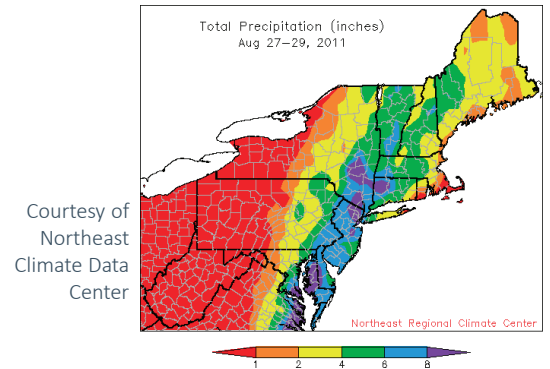 Total Precipitation (inches)
Aug 27-29, 2011
Courtesy of
Northeast
Climate Data
Center
Northeast Regional Climate Center
1 2 4 6 8